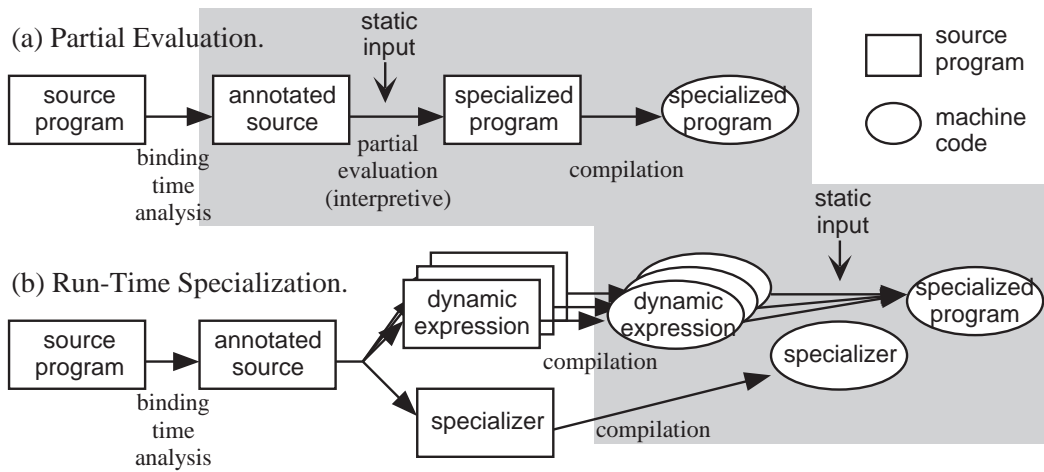 (a) Partial Evaluation.
static
input
source
program
source
program
annotated
source
specialized
program
specialized
program
binding
time
analysis
partial
evaluation
(interpretive)
compilation
machine
code
static
input
(b) Run-Time Specialization.
dynamic
expression
dynamic
expression
specialized
program
source
program
annotated
source
compilation
specializer
binding
time
analysis
specializer
compilation